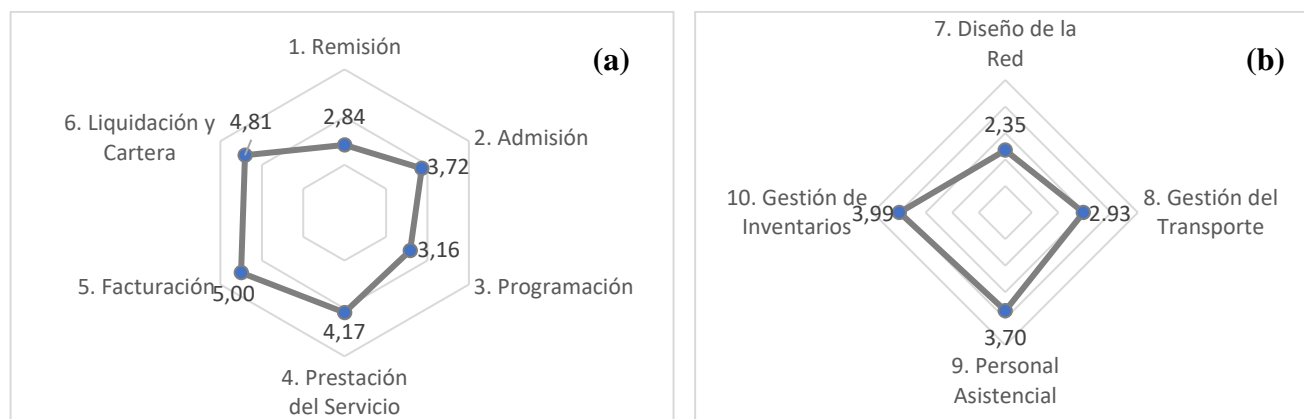 1. Remisión
(a)
2,84
6. Liquidación y
Cartera
4,81
2. Admisión
3,72
3,16
3. Programación
5. Facturación
5,00
4,17
4. Prestación
del Servicio
7. Diseño de la
Red
(b)
2,35
10. Gestión de
Inventarios
3,99
2.93
8. Gestión del
Transporte
3,70
9. Personal
Asistencial